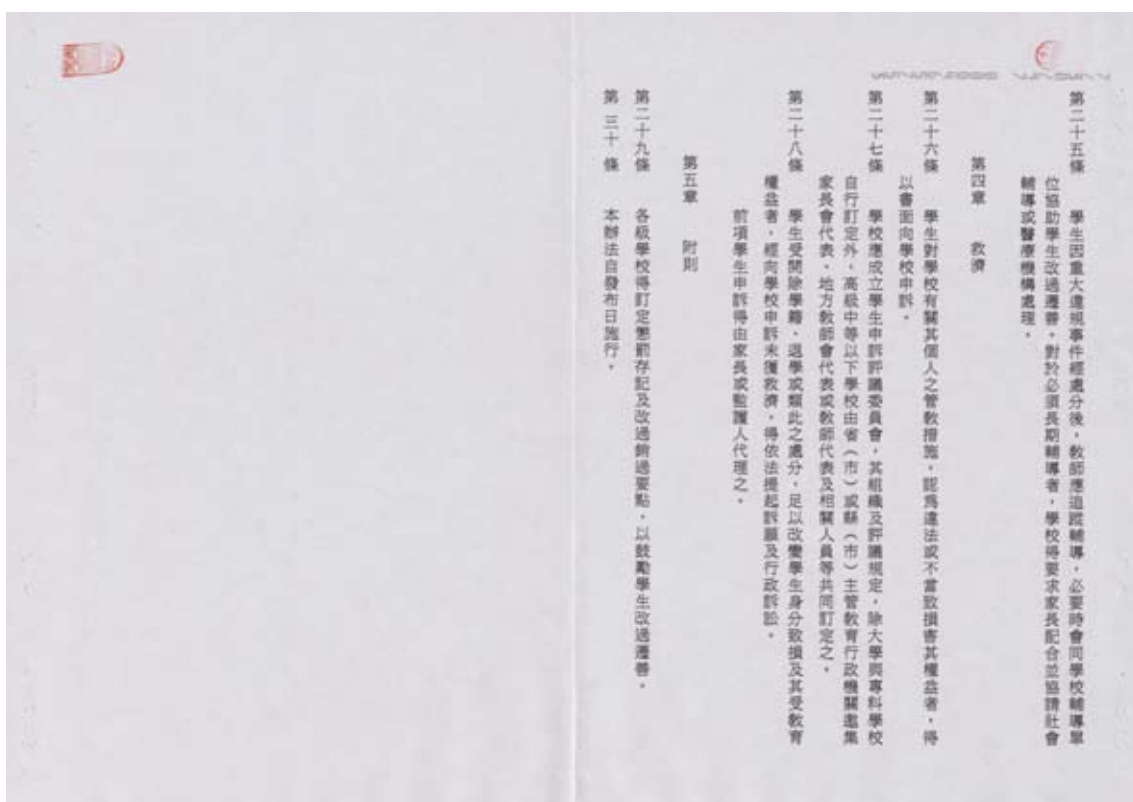 第二十五條　學生因重大違規事件經處分後，教師應追蹤輔導，必要時會同學校輔導單
位協助學生改過遷善。對於必須長期輔導者，學校得要求家長配合並協請社會
輔導或醫療機構處理。
第四章　救濟
第二十六條　學生對學校有關其個人之管教措施，認爲違法或不當致損害其權益者，得
以書面向學校申訴。
第二十七條　學校應成立學生申訴評議委員會，其組織及評議規定，除大學與專科學校
自行訂定外，高級中等以下學校由省（市）或縣（市）主管教育行政機關邀集
家長會代表、地方教師會代表或教師代表及相關人員等共同訂定之。
第二十八條　學生受開除學籍、退學或類此之處分，足以改變學生身分致損及其受教育
權益者，經向學校申訴未獲救濟，得依法提起訴願及行政訴訟。
前項學生申訴得由家長或監護人代理之。
第五章　附則
第二十九條　各級學校得訂定懲罰存記及改過銷過要點，以鼓勵學生改過遷善。
第三十條　本辦法自發布日施行。